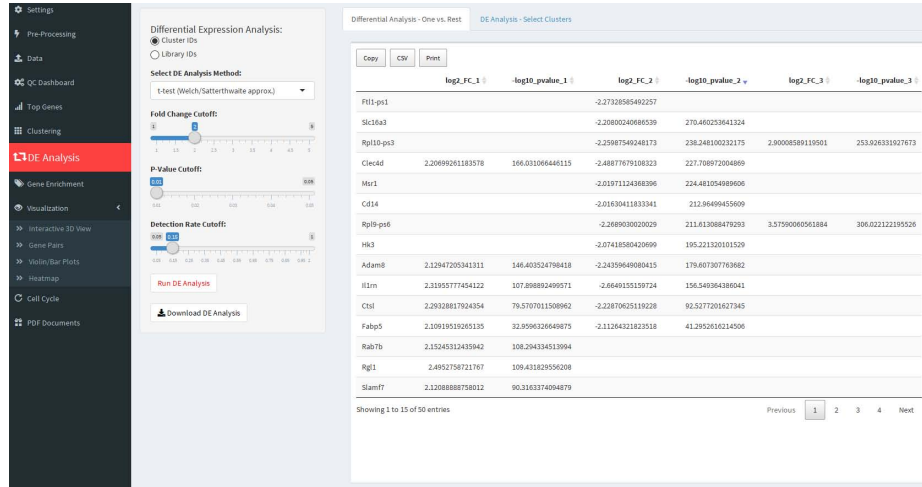 Settings
Pre-Processing
Data
QC Dashboard
Top Genes
Clustering
DE Analysis
Gene Enrichment
Visualization
Interactive 3D View
Gene Pairs
Violin/Bar Plots
Heatmap
Cell Cycle
PDF Documents
Differential Expression Analysis:
Cluster IDs
Library IDs
Select DE Analysis Method:
t-test (Welch/Satterthwaite approx.)
Fold Change Cutoff:
P-Value Cutoff:
0.01 0.05
Detection Rate Cutoff:
Run DE Analysis
Download DE Analysis
Differential Analysis - One vs. Rest DE Analysis - Select Clusters
Copy CSV Print
log2_FC_1 -log10_pvalue_1 log2_FC_2 -log10_pvalue_2 log2_FC_3 -log10_pvalue_3
Ftl1-ps1 -2.27328585492257
Slc16a3 -2.20800240686539 270.460253641324
Rpl10-ps3 -2.25987549248173 238.248100232175 2.90008589119501 253.926331927673
Clec4d 2.20699261183578 166.031066446115 -2.48877679108323 227.708972004869
Msr1 -2.01971124368396 224.481054989606
Cd14 -2.01630411833341 212.96499455609
Rpl9-ps6 -2.2689030020029 211.613088479293 3.57590060561884 306.022122195526
Hk3 -2.07418580420699 195.221320101529
Adam8 2.12947205341311 146.403524798418 -2.24359649080415 179.607307763682
Il1rn 2.31955777454122 107.898892499571 -2.6649155159724 156.549364386041
Ctsl 2.29328817924354 79.5707011508962 -2.22870625119228 92.5277201627345
Fabp5 2.10919519265135 32.9596326649875 -2.11264321823518 41.2952616214506
Rab7b 2.15245312435942 108.294334513994
Rgl1 2.4952758721767 109.431829556208
Slamf7 2.12088888758012 90.3163374094879
Showing 1 to 15 of 50 entries
Previous 1 2 3 4 Next